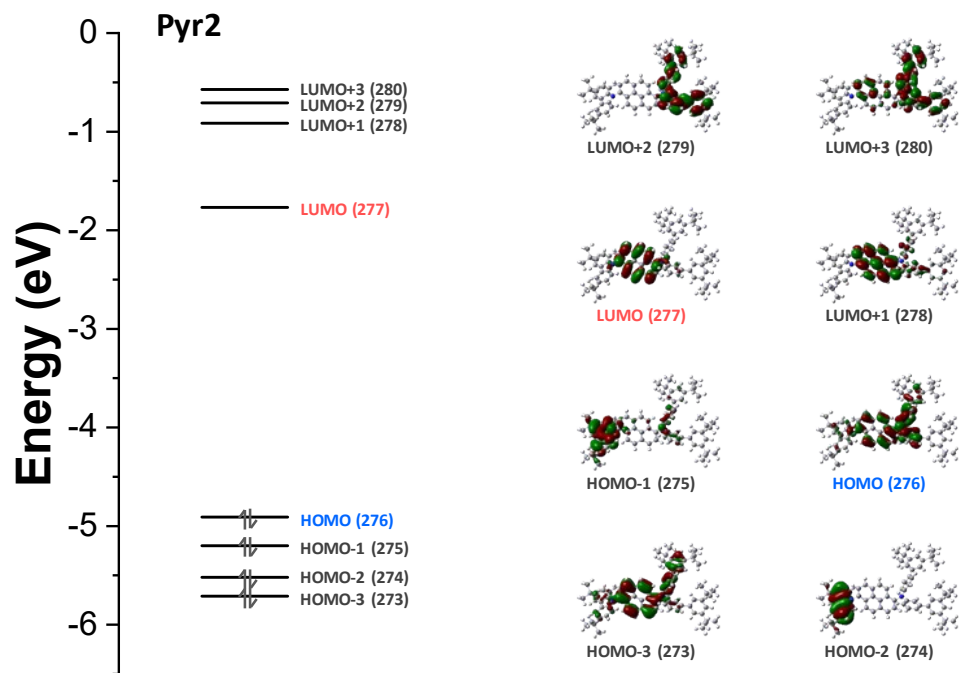 Pyr2
Energy (eV)
0
-1
-2
-3
-4
-5
-6
LUMO+3 (280)
LUMO+2 (279)
LUMO+1 (278)
LUMO (277)
HOMO (276)
HOMO-1 (275)
HOMO-2 (274)
HOMO-3 (273)
LUMO+2 (279)
LUMO+3 (280)
LUMO (277)
LUMO+1 (278)
HOMO-1 (275)
HOMO (276)
HOMO-3 (273)
HOMO-2 (274)